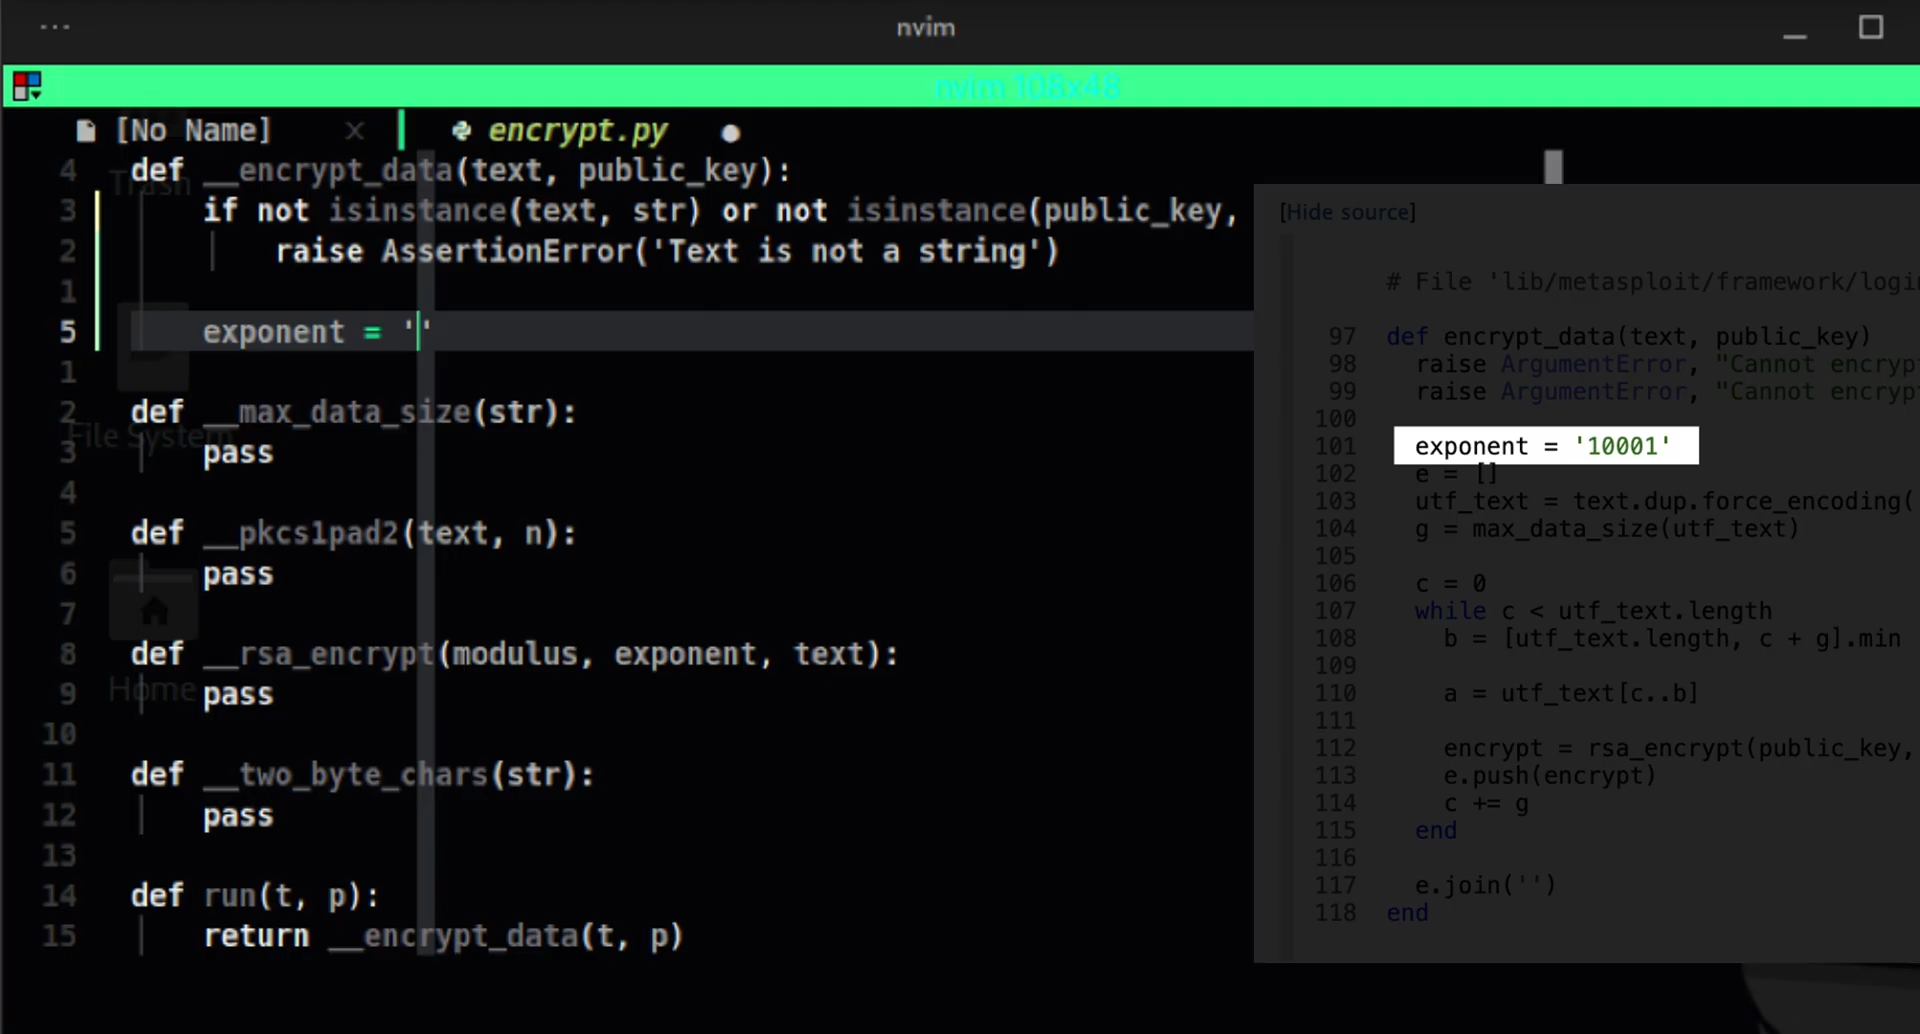 ... nvim
nvim 108x48
[No Name] × encrypt.py
4 def __encrypt_data(text, public_key):
Trash
3 if not isinstance(text, str) or not isinstance(public_key,
2 raise AssertionError('Text is not a string')
1
5 exponent = ''
1
2 def __max_data_size(str):
File System
3 pass
4
5 def __pkcs1pad2(text, n):
6 pass
7
8 def __rsa_encrypt(modulus, exponent, text):
Home
9 pass
10
11 def __two_byte_chars(str):
12 pass
13
14 def run(t, p):
15 return __encrypt_data(t, p)
[Hide source]
# File 'lib/metasploit/framework/login
97 def encrypt_data(text, public_key)
98 raise ArgumentError, "Cannot encryp
99 raise ArgumentError, "Cannot encryp
100
101 exponent = '10001'
102 e = []
103 utf_text = text.dup.force_encoding(
104 g = max_data_size(utf_text)
105
106 c = 0
107 while c < utf_text.length
108 b = [utf_text.length, c + g].min
109
110 a = utf_text[c..b]
111
112 encrypt = rsa_encrypt(public_key,
113 e.push(encrypt)
114 c += g
115 end
116
117 e.join('')
118 end